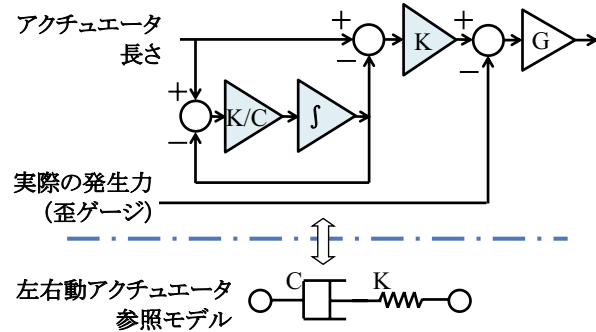 アクチュエータ
長さ
+
−
K
+
−
G
+
−
K/C
∫
実際の発生力
(歪ゲージ)
左右動アクチュエータ
参照モデル
C
K